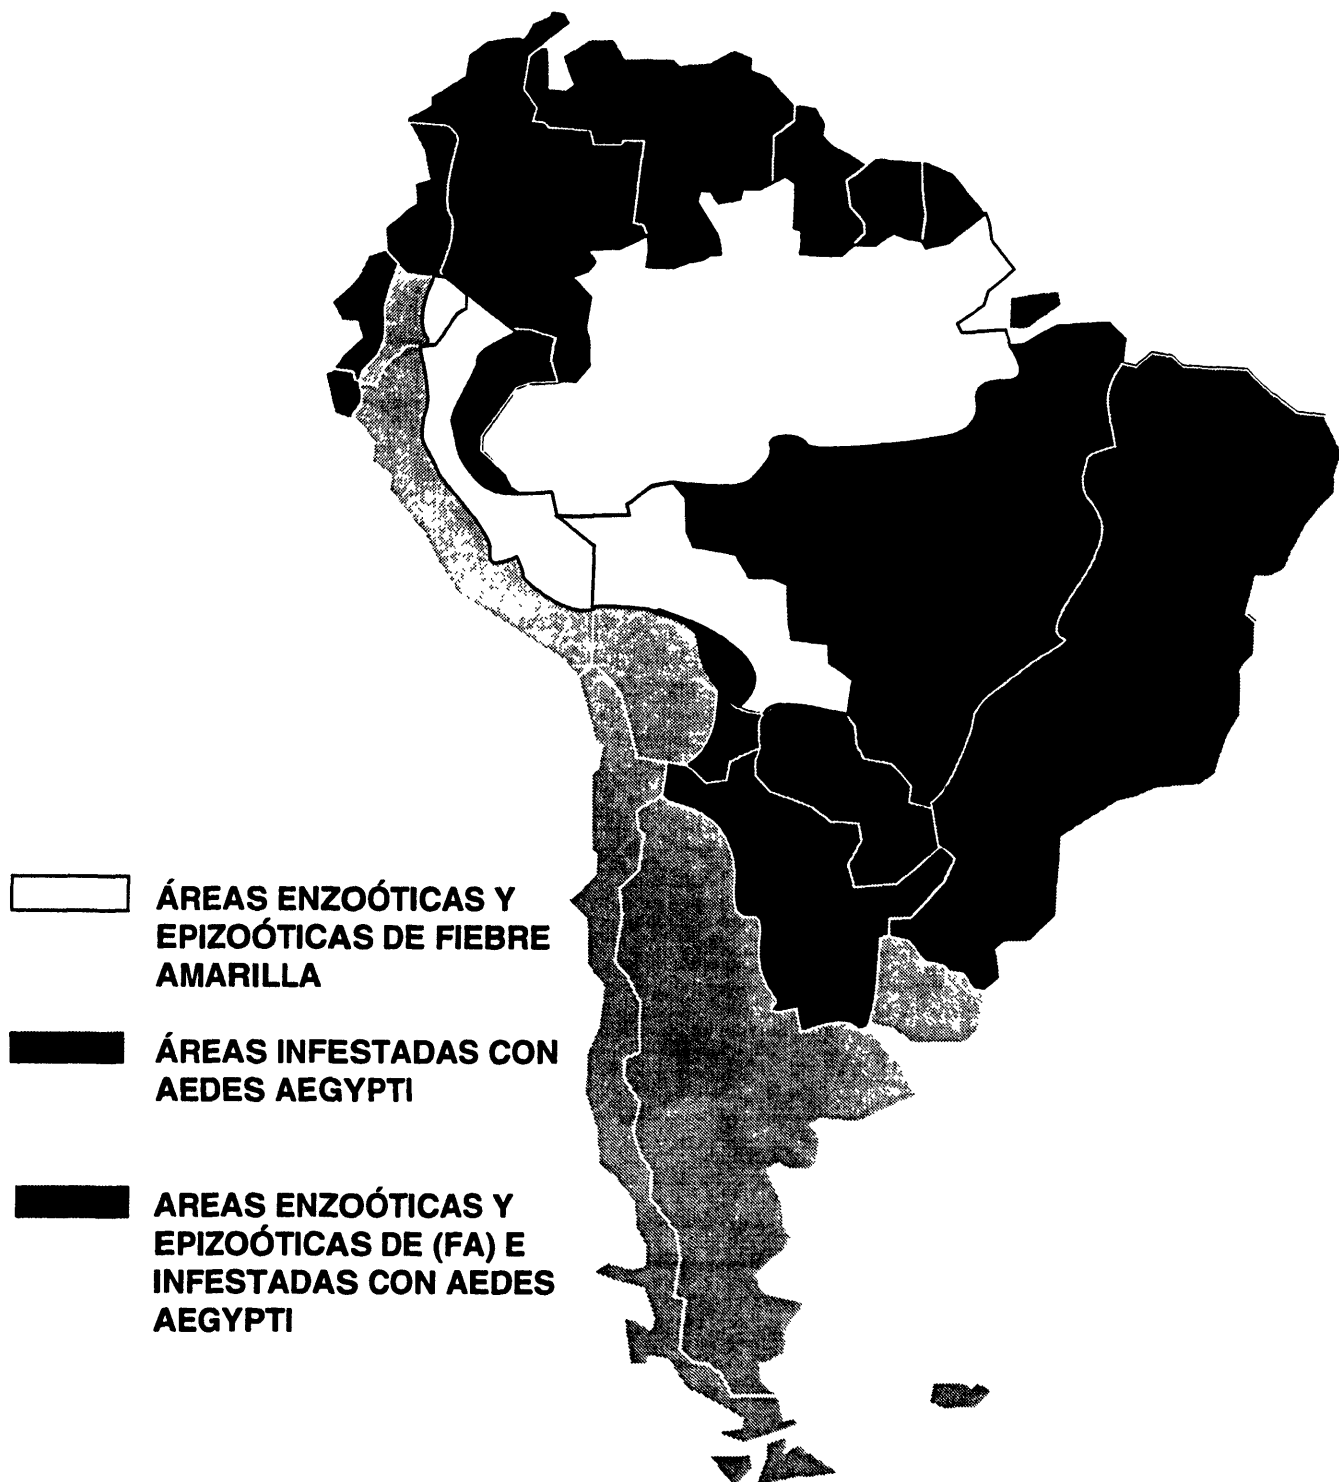 ÁREAS ENZOÓTICAS Y
EPIZOÓTICAS DE FIEBRE
AMARILLA
ÁREAS INFESTADAS CON
AEDES AEGYPTI
AREAS ENZOÓTICAS Y
EPIZOÓTICAS DE (FA) E
INFESTADAS CON AEDES
AEGYPTI